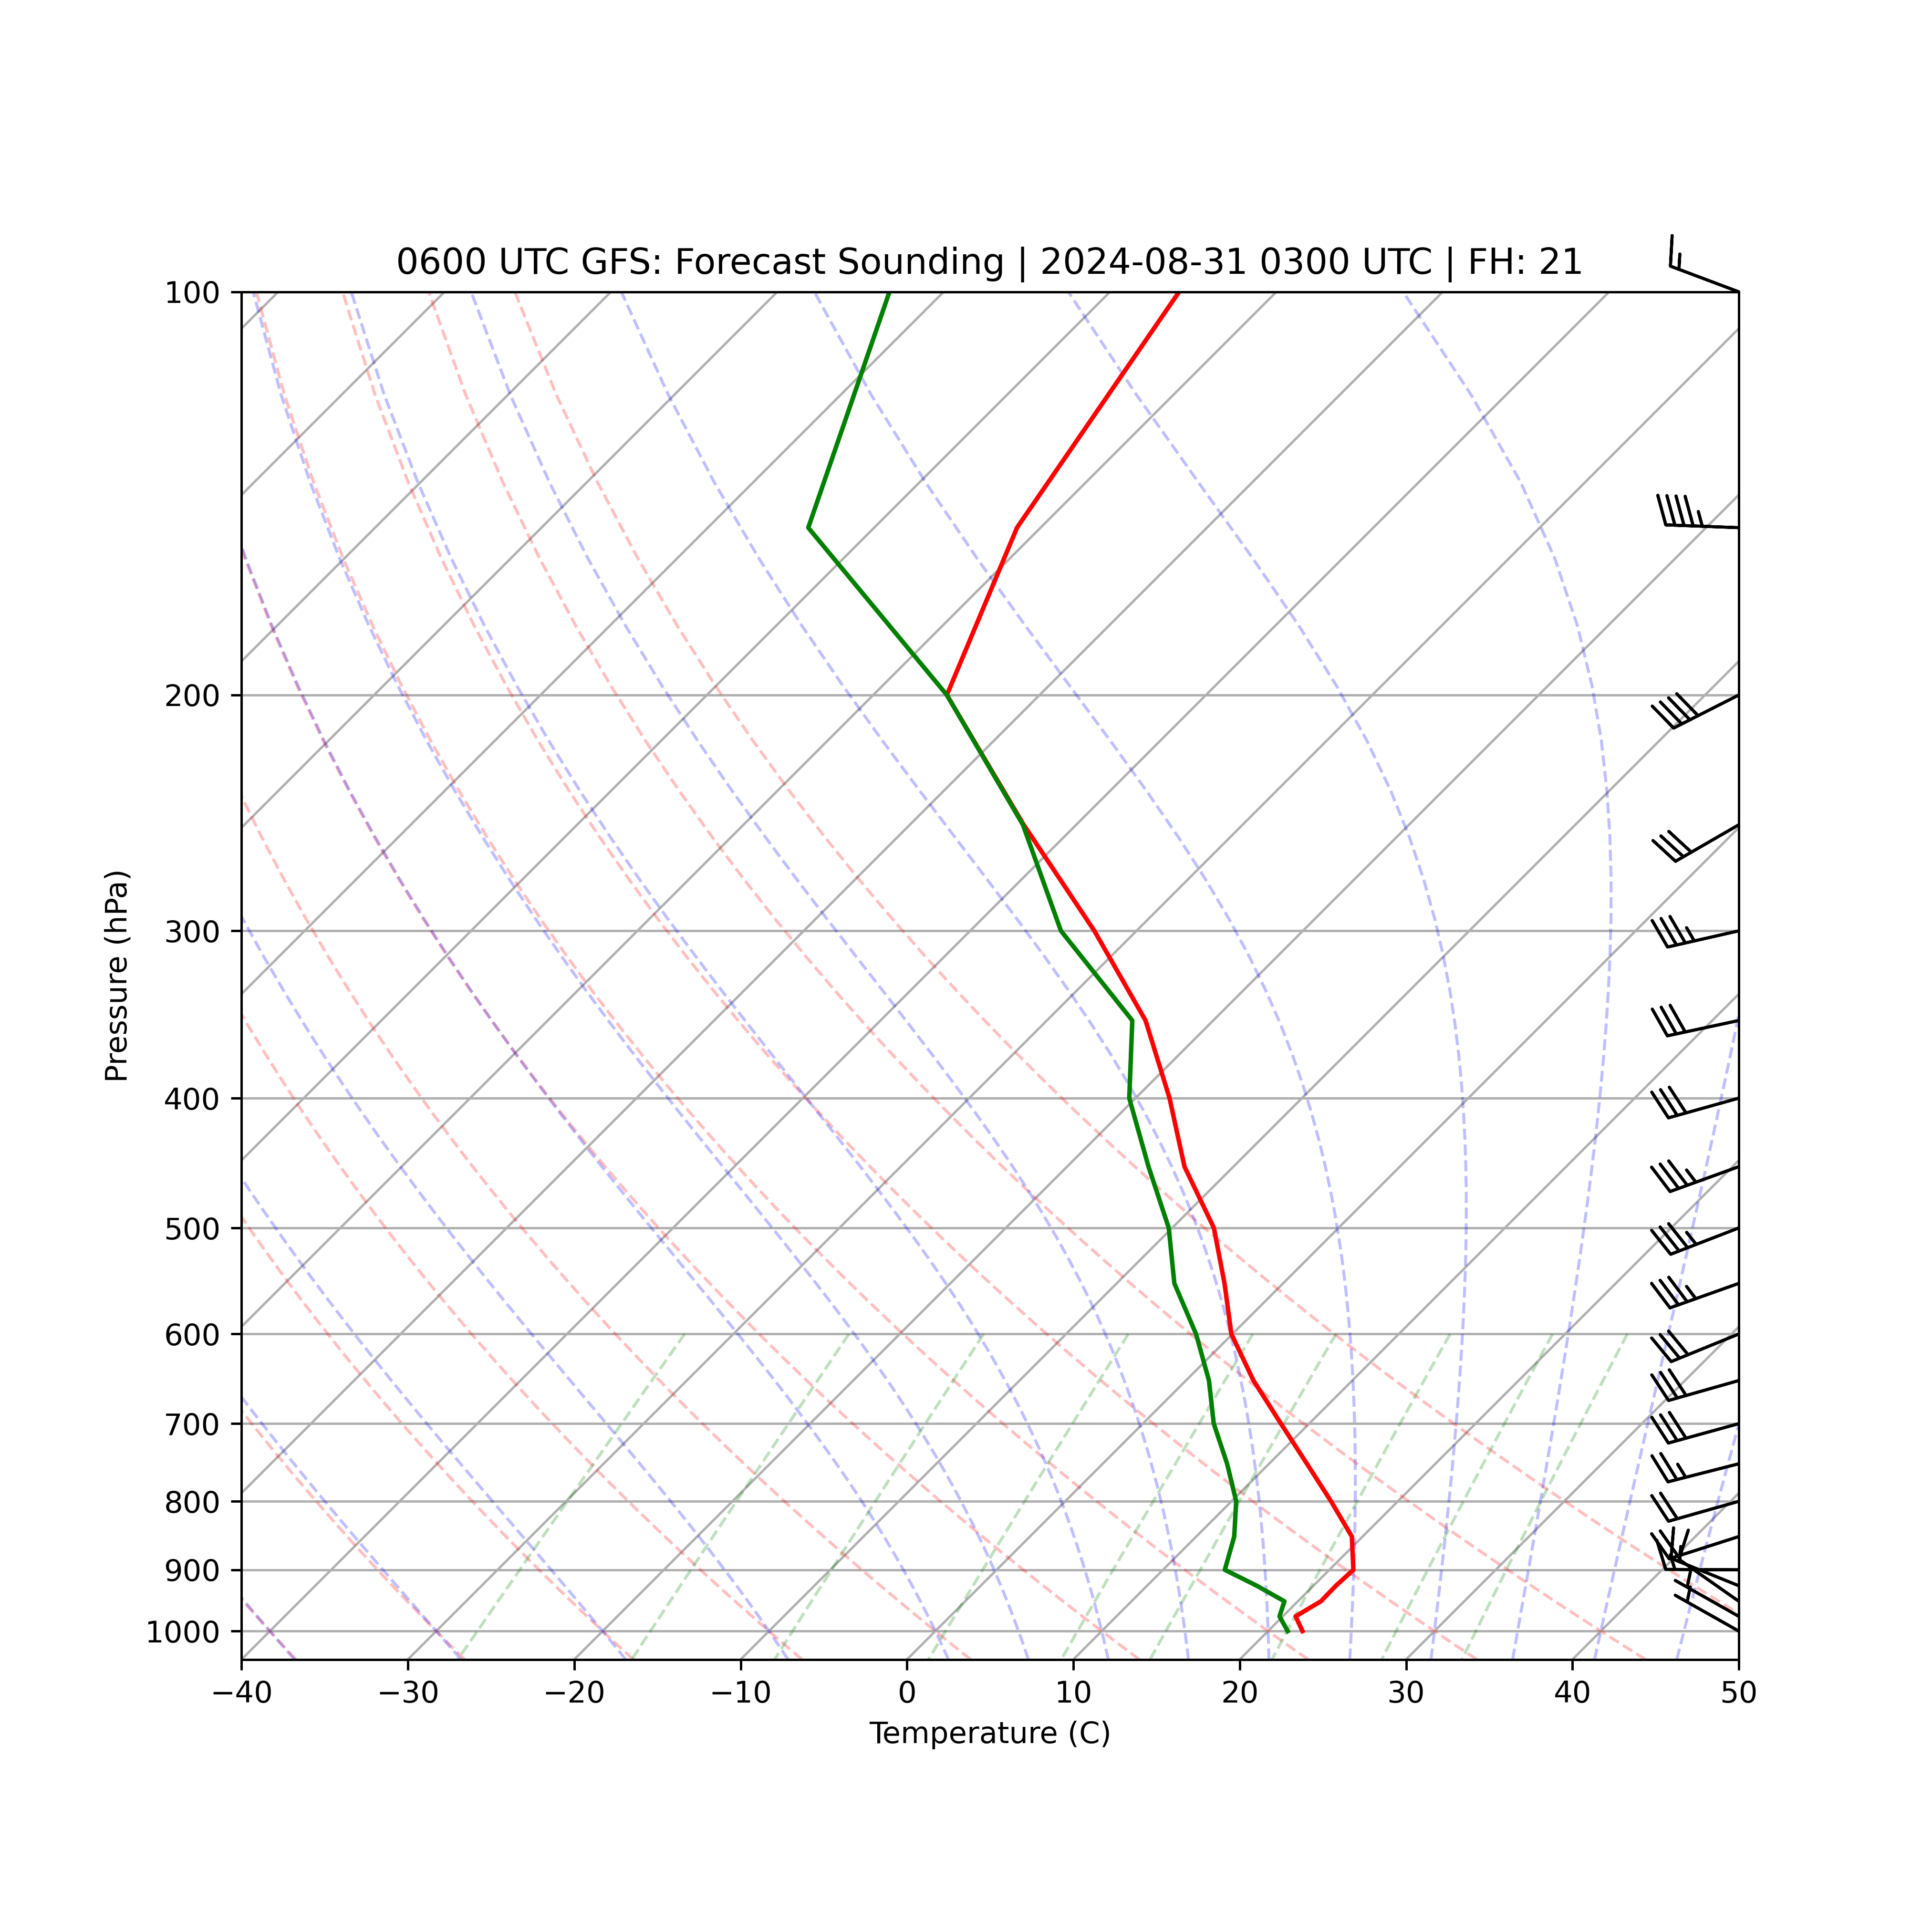 0600 UTC GFS: Forecast Sounding | 2024-08-31 0300 UTC | FH: 21
100
200
300
400
500
600
700
800
900
1000
Pressure (hPa)
−40 −30 −20 −10 0 10 20 30 40 50
Temperature (C)